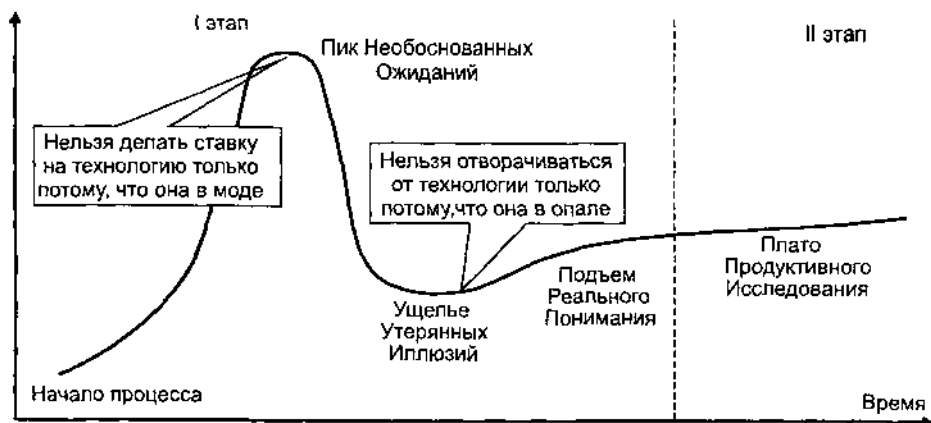 I этап
II этап
Пик Необоснованных
Ожиданий
Нельзя делать ставку
на технологию только
потому, что она в моде
Нельзя отворачиваться
от технологии только
потому,что она в опале
Ущелье
Утерянных
Иллюзий
Подъем
Реального
Понимания
Плато
Продуктивного
Исследования
Начало процесса
Время